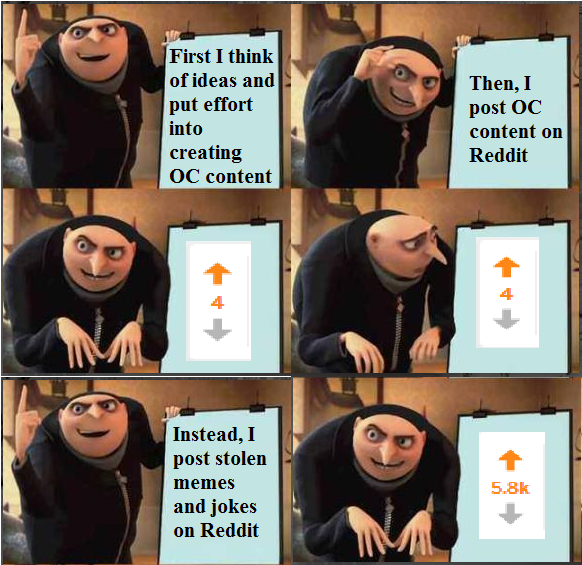 First I think
of ideas and
put effort
into
creating
OC content
Then, I
post OC
content on
Reddit
4
4
Instead, I
post stolen
memes
and jokes
on Reddit
5.8k